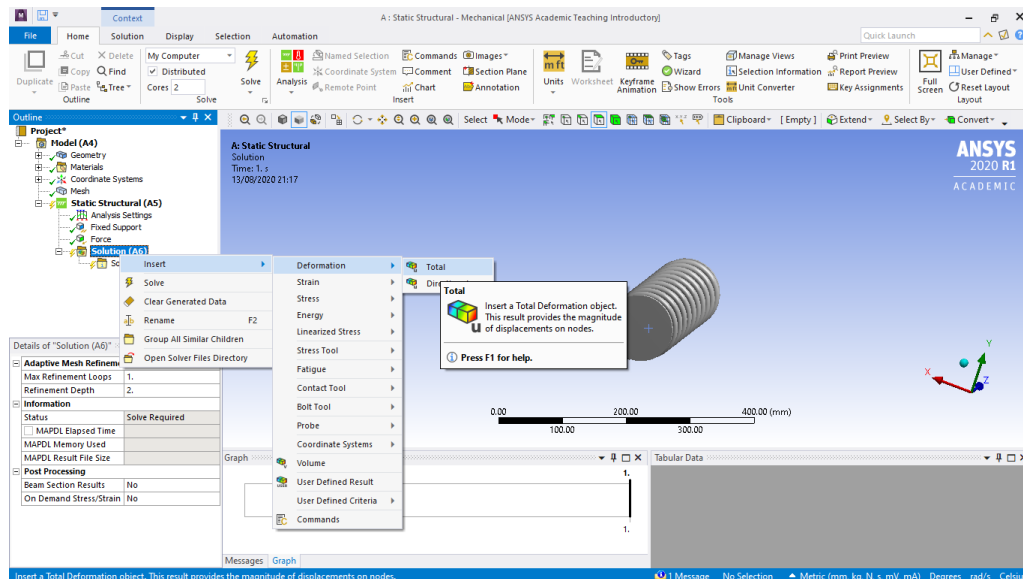 Context
A : Static Structural - Mechanical [ANSYS Academic Teaching Introductory]
File Home Solution Display Selection Automation
Quick Launch
Duplicate
Cut
Delete
Copy
Find
Paste
Tree
Outline
My Computer
Distributed
Cores 2
Solve
Solve
Analysis
Named Selection
Coordinate System
Remote Point
Commands
Comment
Chart
Images
Section Plane
Annotation
Insert
Units
Worksheet
Keyframe
Animation
Tags
Wizard
Show Errors
Manage Views
Selection Information
Unit Converter
Print Preview
Report Preview
Key Assignments
Tools
Full
Screen
Manage
User Defined
Reset Layout
Layout
Outline
Select Mode Clipboard [ Empty ] Extend Select By Convert
Project*
Model (A4)
Geometry
Materials
Coordinate Systems
Mesh
Static Structural (A5)
Analysis Settings
Fixed Support
Force
Solution (A6)
So
A: Static Structural
Solution
Time: 1. s
13/08/2020 21:17
ANSYS
2020 R1
ACADEMIC
Insert
Solve
Clear Generated Data
Rename F2
Group All Similar Children
Open Solver Files Directory
Deformation
Strain
Stress
Energy
Linearized Stress
Stress Tool
Fatigue
Contact Tool
Bolt Tool
Probe
Coordinate Systems
Volume
User Defined Result
User Defined Criteria
Commands
Total
Dire
Total
Insert a Total Deformation object.
This result provides the magnitude
of displacements on nodes.
u
Press F1 for help.
Y
X
Z
0.00 200.00 400.00 (mm)
100.00 300.00
Details of "Solution (A6)"
Adaptive Mesh Refineme
Max Refinement Loops 1.
Refinement Depth 2.
Information
Status Solve Required
MAPDL Elapsed Time
MAPDL Memory Used
MAPDL Result File Size
Post Processing
Beam Section Results No
On Demand Stress/Strain No
Graph
1.
1.
Messages Graph
Tabular Data
Insert a Total Deformation object. This result provides the magnitude of displacements on nodes.
1 Message No Selection Metric (mm, kg, N, s, mV, mA) Degrees rad/s Celsiu